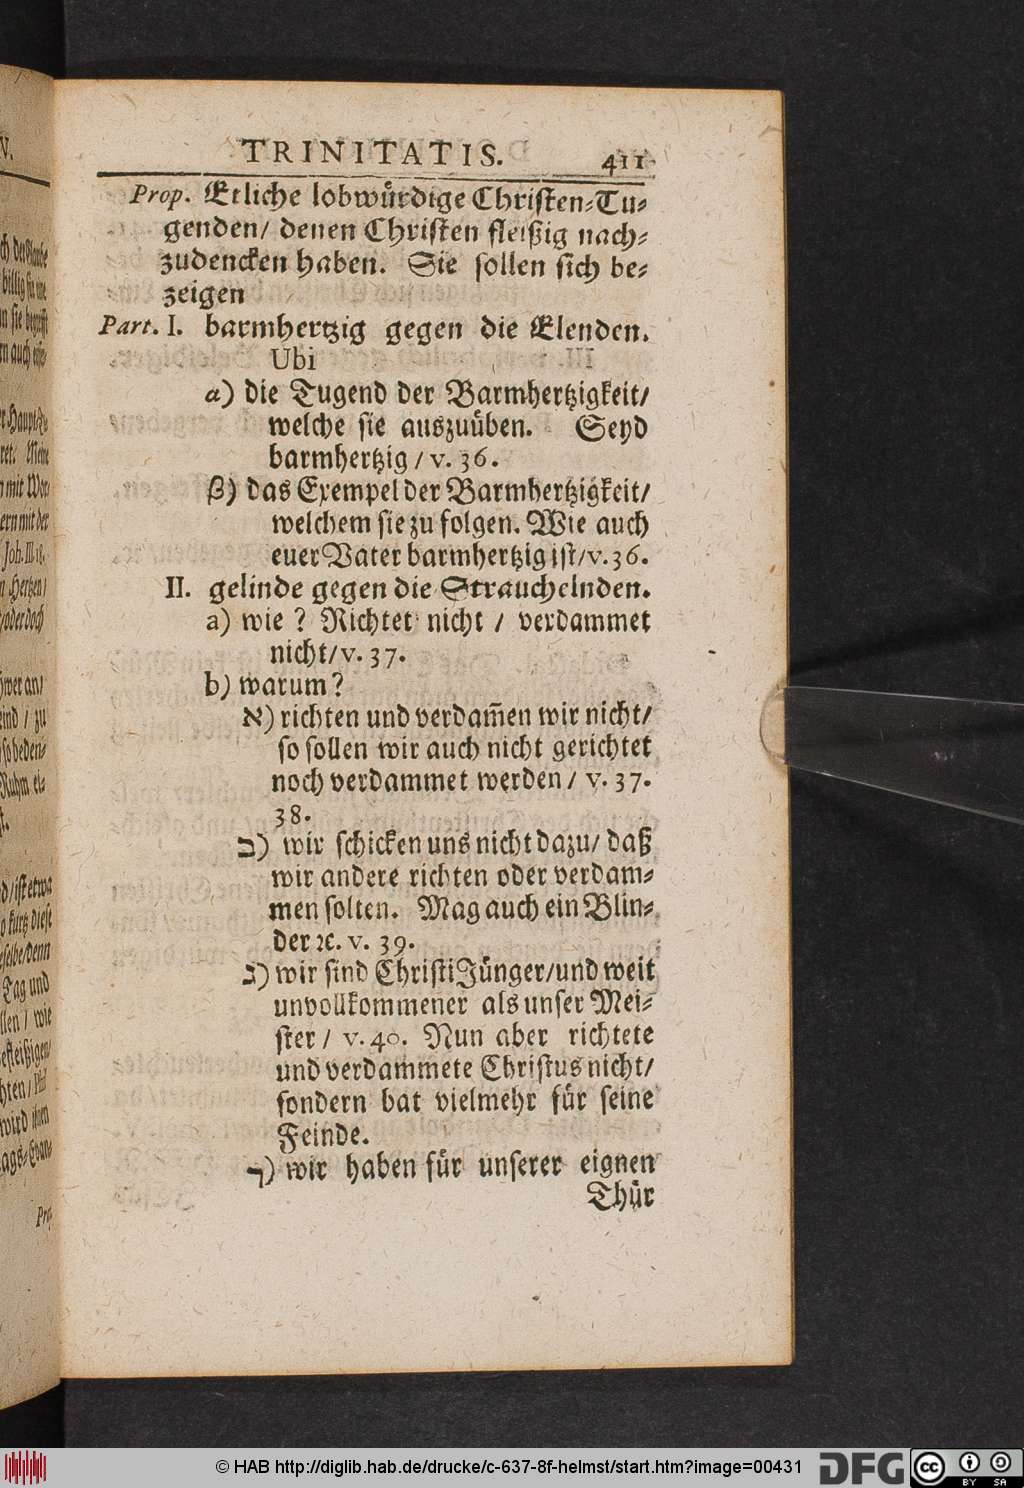 TRINITATIS. 411
Prop. Etliche lobwürdige Christen-Tu-
genden/ denen Christen fleißig nach-
zudencken haben. Sie sollen sich be-
zeigen
Part. I. barmhertzig gegen die Elenden.
Ubi
α) die Tugend der Barmhertzigkeit/
welche sie auszuüben. Seyd
barmhertzig / v. 36.
β) das Exempel der Barmhertzigkeit/
welchem sie zu folgen. Wie auch
euer Vater barmhertzig ist/v. 36.
II. gelinde gegen die Strauchelnden.
a) wie ? Richtet nicht / verdammet
nicht/v. 37.
b) warum?
א) richten und verdam̃en wir nicht/
so sollen wir auch nicht gerichtet
noch verdammet werden / v. 37.
38.
ב) wir schicken uns nicht dazu/ daß
wir andere richten oder verdam-
men solten. Mag auch ein Blin-
der ꝛc. v. 39.
ג) wir sind Christi Jünger/und weit
unvollkommener als unser Mei-
ster / v. 40. Nun aber richtete
und verdammete Christus nicht/
sondern bat vielmehr für seine
Feinde.
ד) wir haben für unserer eignen
Thür
© HAB http://diglib.hab.de/drucke/c-637-8f-helmst/start.htm?image=00431 DFG cc BY SA